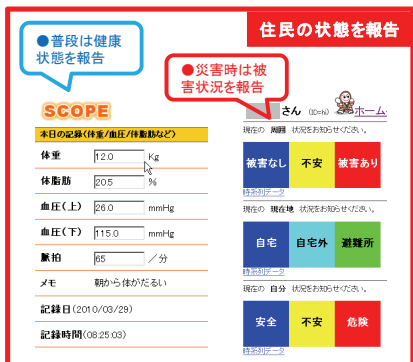 住民の状態を報告
●普段は健康
状態を報告
●災害時は被
害状況を報告
SCOPE
本日の記録(体重/血圧/体脂肪など)
体重 12.0 Kg
体脂肪 20.5 %
血圧(上) 26.0 mmHg
血圧(下) 115.0 mmHg
脈拍 65 /分
メモ 朝から体がだるい
記録日(2010/03/29)
記録時間(08:25:03)
さん (ID=hi) ホーム
現在の 周囲 状況をお知らせください。
被害なし 不安 被害あり
時系列データ
現在の 現在地 状況をお知らせください。
自宅 自宅外 避難所
時系列データ
現在の 自分 状況をお知らせください。
安全 不安 危険
時系列データ